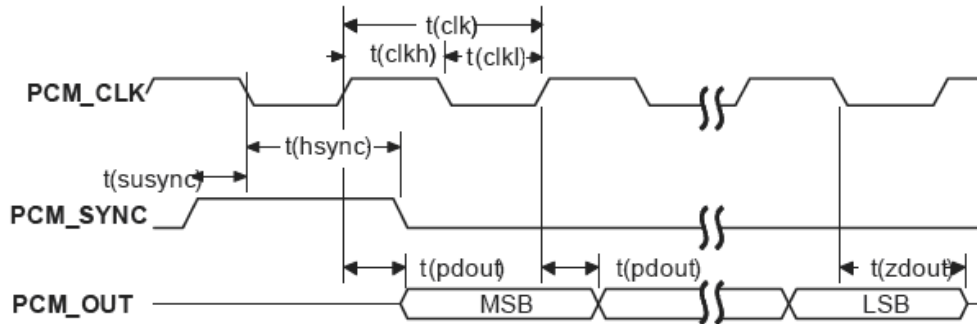 t(clk)
t(clkh) t(clkl)
PCM_CLK
t(hsync)
t(susync)
PCM_SYNC
t(pdout) t(pdout) t(zdout)
PCM_OUT MSB LSB